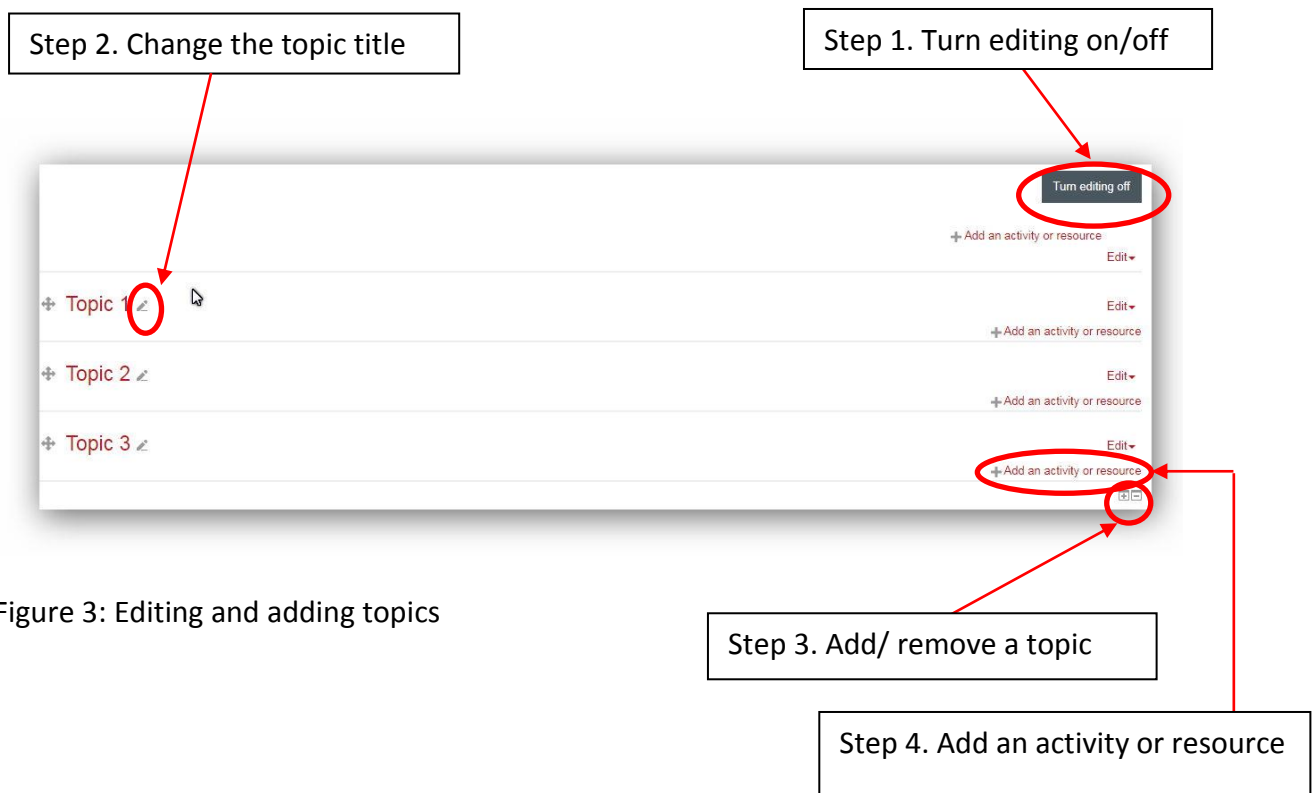 Step 2. Change the topic title
Step 1. Turn editing on/off
Turn editing off
Add an activity or resource
Edit
Topic 1
Edit
Add an activity or resource
Topic 2
Edit
Add an activity or resource
Topic 3
Edit
Add an activity or resource
Figure 3: Editing and adding topics
Step 3. Add/ remove a topic
Step 4. Add an activity or resource